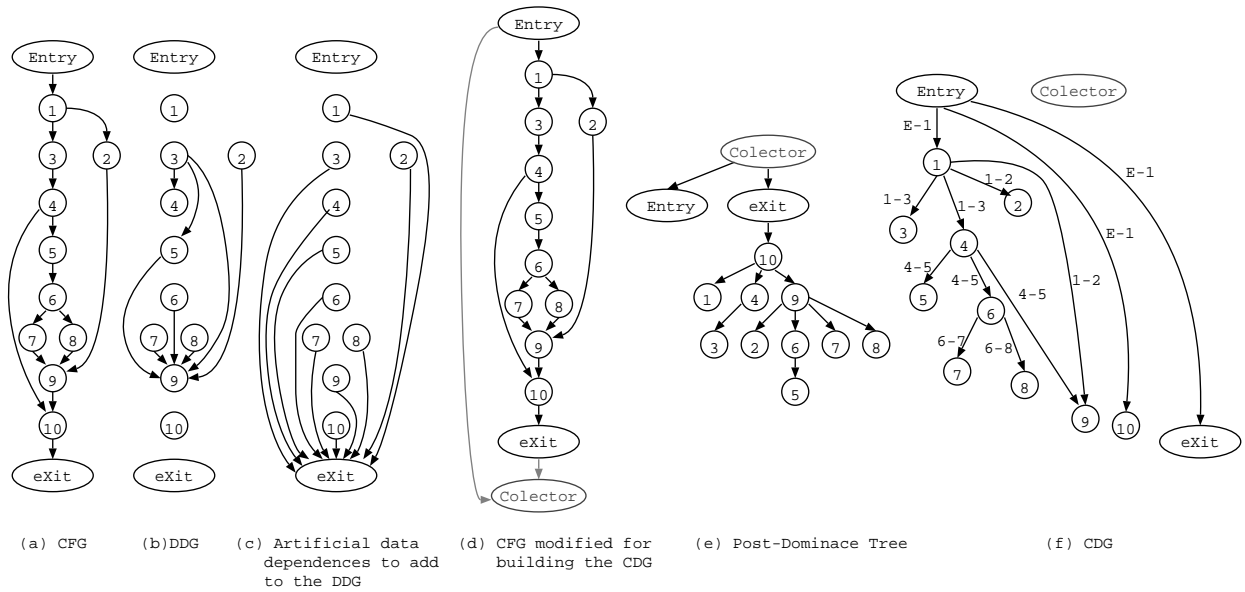 Entry
1
3
2
4
5
6
7
8
9
10
eXit
(a) CFG
Entry
1
3
2
4
5
6
7
8
9
10
eXit
(b)DDG
Entry
1
3
2
4
5
6
7
8
9
10
eXit
(c) Artificial data
dependences to add
to the DDG
Entry
1
3
2
4
5
6
7
8
9
10
eXit
Colector
(d) CFG modified for
building the CDG
Colector
Entry
eXit
10
1
4
9
3
2
6
7
8
5
(e) Post-Dominace Tree
Entry
Colector
E-1
1
E-1
1-2
1-3
1-3
2
3
E-1
4
4-5
4-5
4-5
1-2
5
6
6-7
6-8
7
8
9
10
eXit
(f) CDG